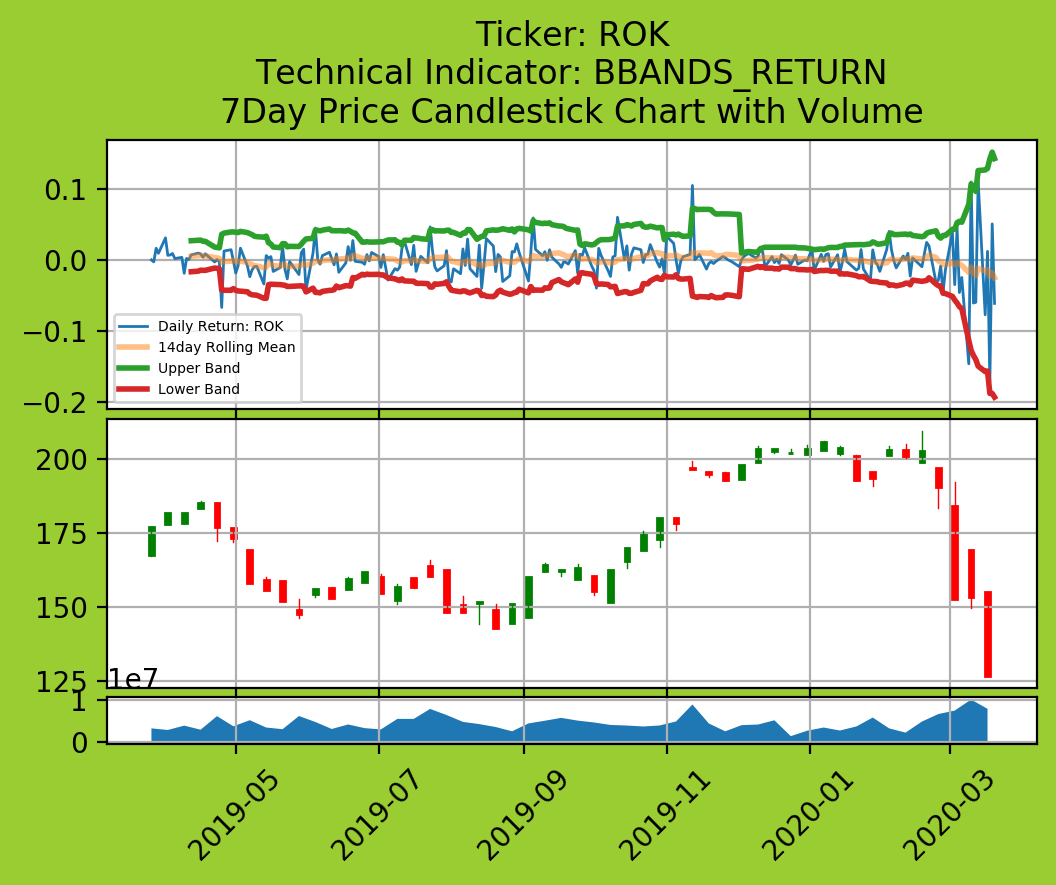 Ticker: ROK
Technical Indicator: BBANDS_RETURN
7Day Price Candlestick Chart with Volume
0.1
0.0
−0.1
−0.2
Daily Return: ROK
14day Rolling Mean
Upper Band
Lower Band
200
175
150
125
1e7
1
0
2019-05
2019-07
2019-09
2019-11
2020-01
2020-03